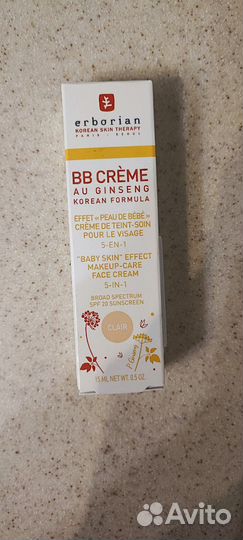 erborian
KOREAN SKIN THERAPY
PARIS - SEOUL
BB CRÈME
AU GINSENG
KOREAN FORMULA
EFFET « PEAU DE BÉBÉ »
CRÈME DE TEINT-SOIN
POUR LE VISAGE
5-EN-1
"BABY SKIN" EFFECT
MAKEUP-CARE
FACE CREAM
5-IN-1
BROAD SPECTRUM
SPF 20 SUNSCREEN
CLAIR
P. Ginseng
15 ML NET WT. 0.5 OZ.
Avito